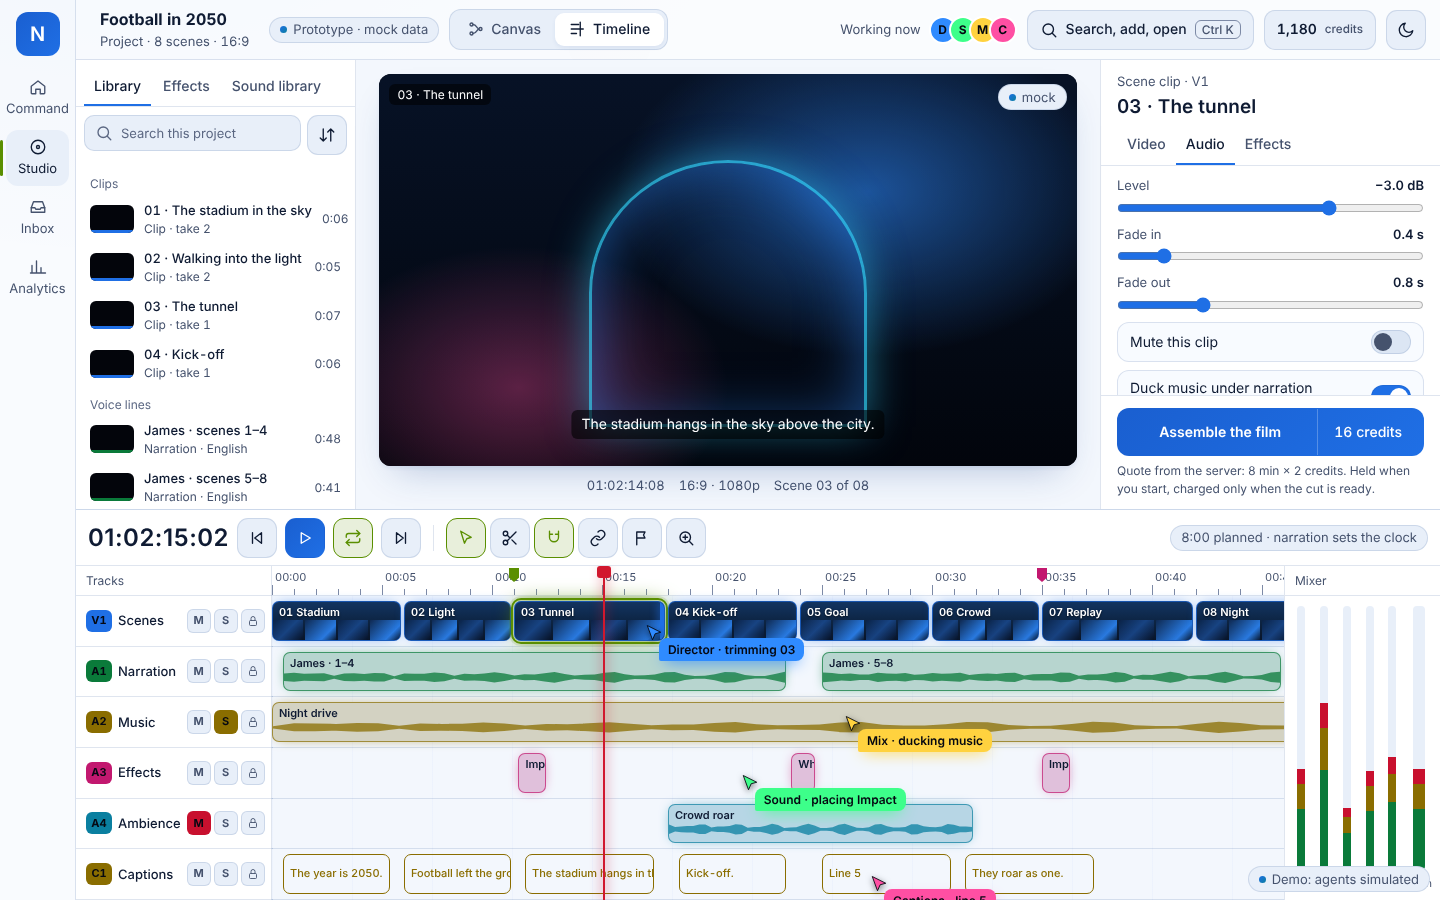 N
Football in 2050
Project · 8 scenes · 16:9
Prototype · mock data
Canvas
Timeline
Working now
D S M C
Search, add, open Ctrl K
1,180 credits
Command
Studio
Inbox
Analytics
Library Effects Sound library
Search this project
Clips
01 · The stadium in the sky
Clip · take 2
0:06
02 · Walking into the light
Clip · take 2
0:05
03 · The tunnel
Clip · take 1
0:07
04 · Kick-off
Clip · take 1
0:06
Voice lines
James · scenes 1–4
Narration · English
0:48
James · scenes 5–8
Narration · English
0:41
03 · The tunnel
mock
The stadium hangs in the sky above the city.
01:02:14:08 16:9 · 1080p Scene 03 of 08
Scene clip · V1
03 · The tunnel
Video Audio Effects
Level −3.0 dB
Fade in 0.4 s
Fade out 0.8 s
Mute this clip
Duck music under narration
Assemble the film 16 credits
Quote from the server: 8 min × 2 credits. Held when
you start, charged only when the cut is ready.
01:02:15:02
8:00 planned · narration sets the clock
Tracks
00:00 00:05 00:15 00:20 00:25 00:30 00:35 00:40
Mixer
V1 Scenes M S
01 Stadium
02 Light
03 Tunnel
04 Kick-off
05 Goal
06 Crowd
07 Replay
08 Night
Director · trimming 03
A1 Narration M S
James · 1–4
James · 5–8
A2 Music M S
Night drive
Mix · ducking music
A3 Effects M S
Imp
Wh
Imp
Sound · placing Impact
A4 Ambience M S
Crowd roar
C1 Captions M S
The year is 2050.
Football left the gro
The stadium hangs in th
Kick-off.
Line 5
They roar as one.
Captions · line 5
Demo: agents simulated